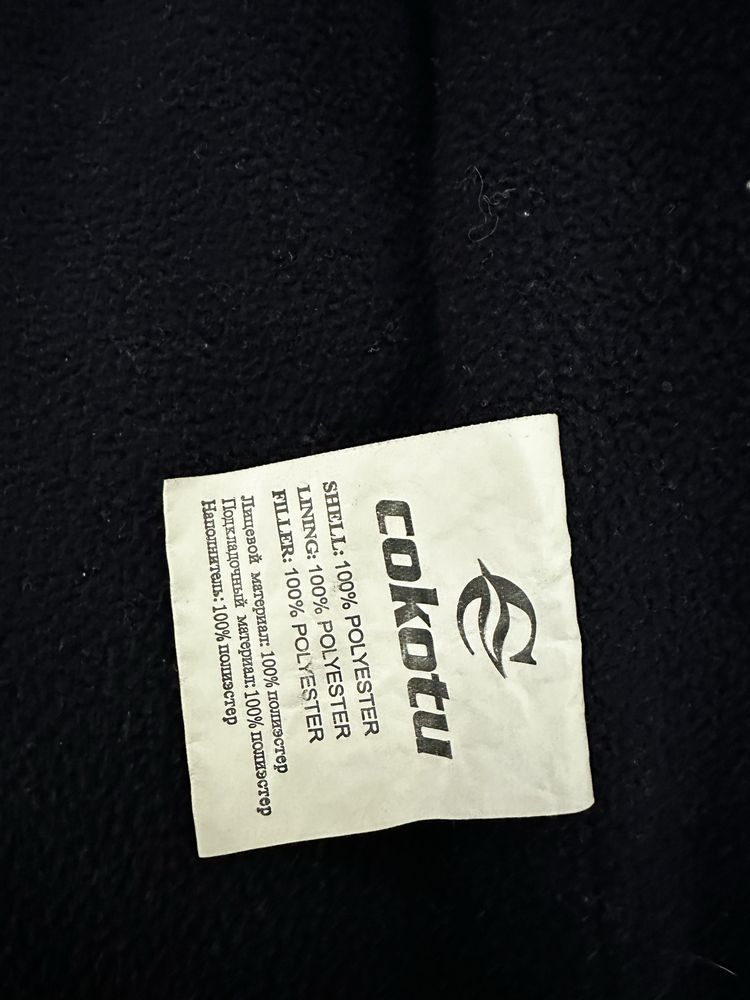 cokotu
SHELL: 100% POLYESTER
LINING: 100% POLYESTER
FILLER: 100% POLYESTER
Лицевой материал: 100% полиэстер
Подкладочный материал: 100% полиэстер
Наполнитель: 100% полиэстер